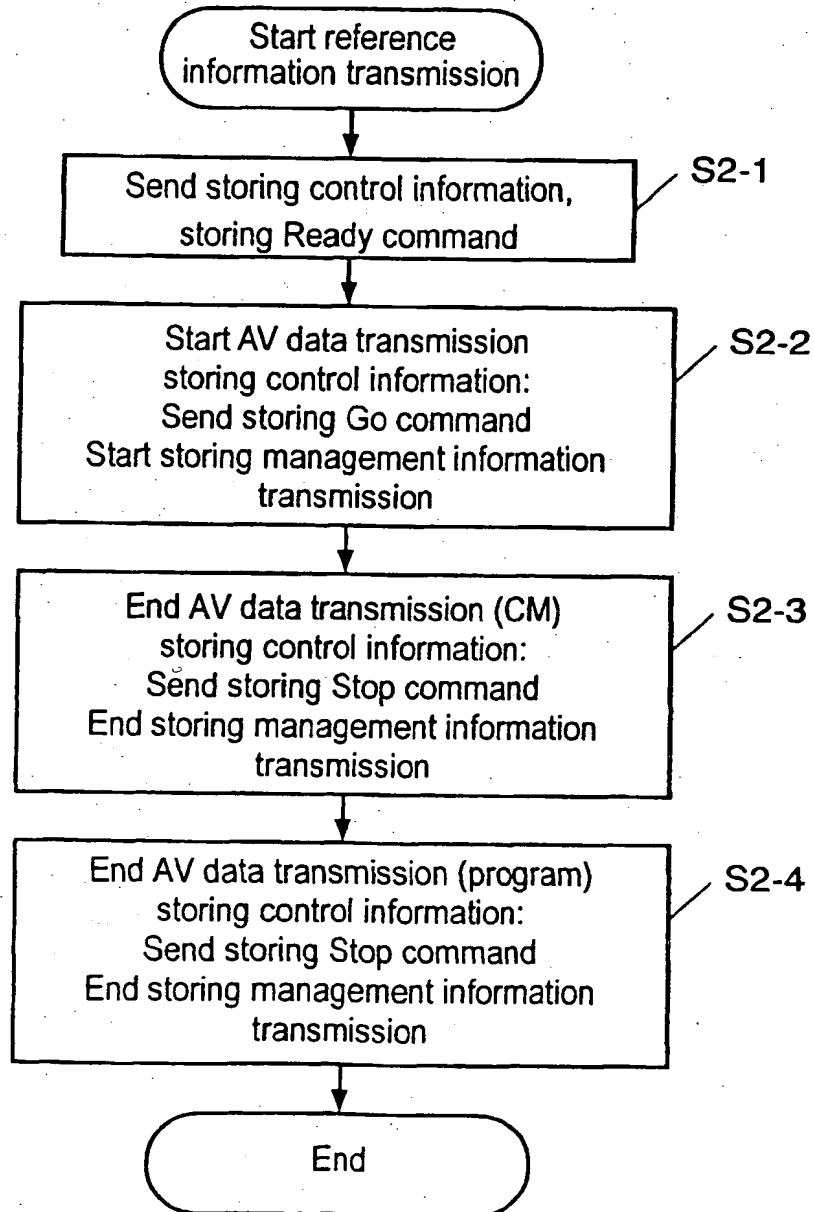 Start reference
information transmission
Send storing control information,
storing Ready command
S2-1
Start AV data transmission
storing control information:
Send storing Go command
Start storing management information
transmission
S2-2
End AV data transmission (CM)
storing control information:
Send storing Stop command
End storing management information
transmission
S2-3
End AV data transmission (program)
storing control information:
Send storing Stop command
End storing management information
transmission
S2-4
End